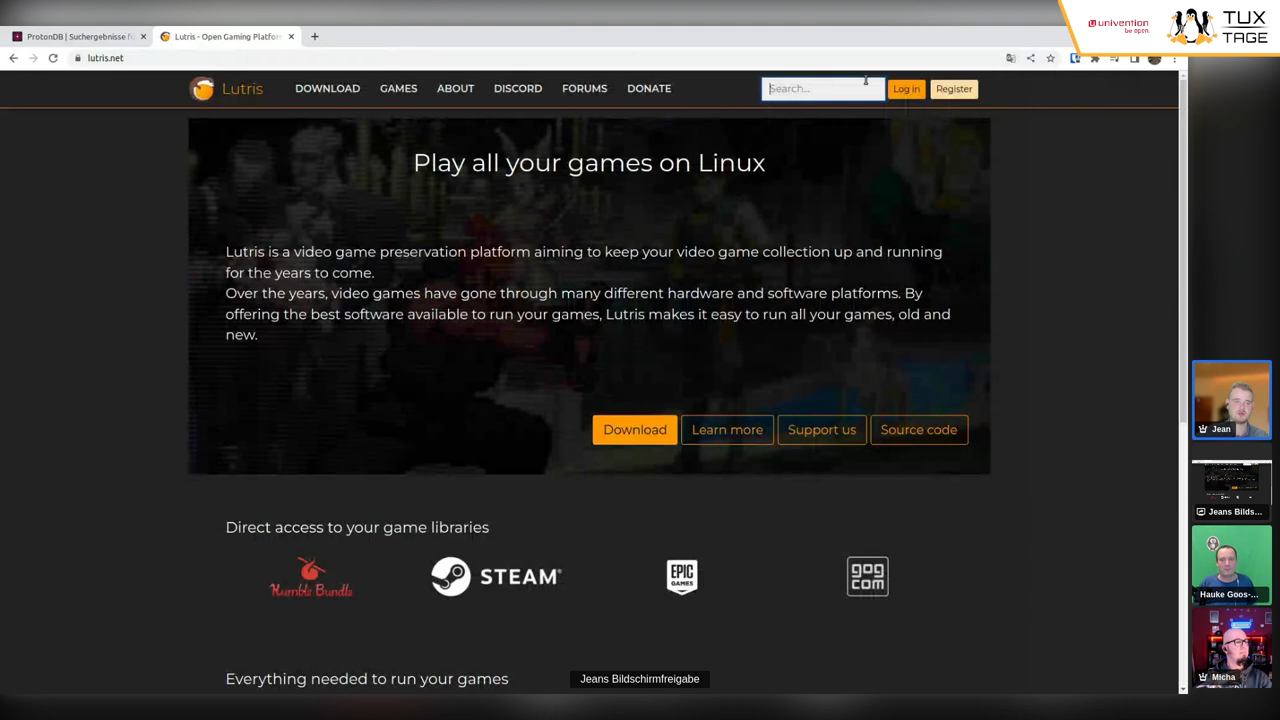 univention
be open.
TUX
TAGE
ProtonDB | Suchergebnisse fü
Lutris - Open Gaming Platfor
lutris.net
Lutris
DOWNLOAD
GAMES
ABOUT
DISCORD
FORUMS
DONATE
Search...
Log in
Register
Play all your games on Linux
Lutris is a video game preservation platform aiming to keep your video game collection up and running
for the years to come.
Over the years, video games have gone through many different hardware and software platforms. By
offering the best software available to run your games, Lutris makes it easy to run all your games, old and
new.
Download
Learn more
Support us
Source code
Direct access to your game libraries
Humble Bundle
STEAM
EPIC
GAMES
gog
com
Everything needed to run your games
Jeans Bildschirmfreigabe
Jean
Jeans Bilds...
Hauke Goos-...
Micha